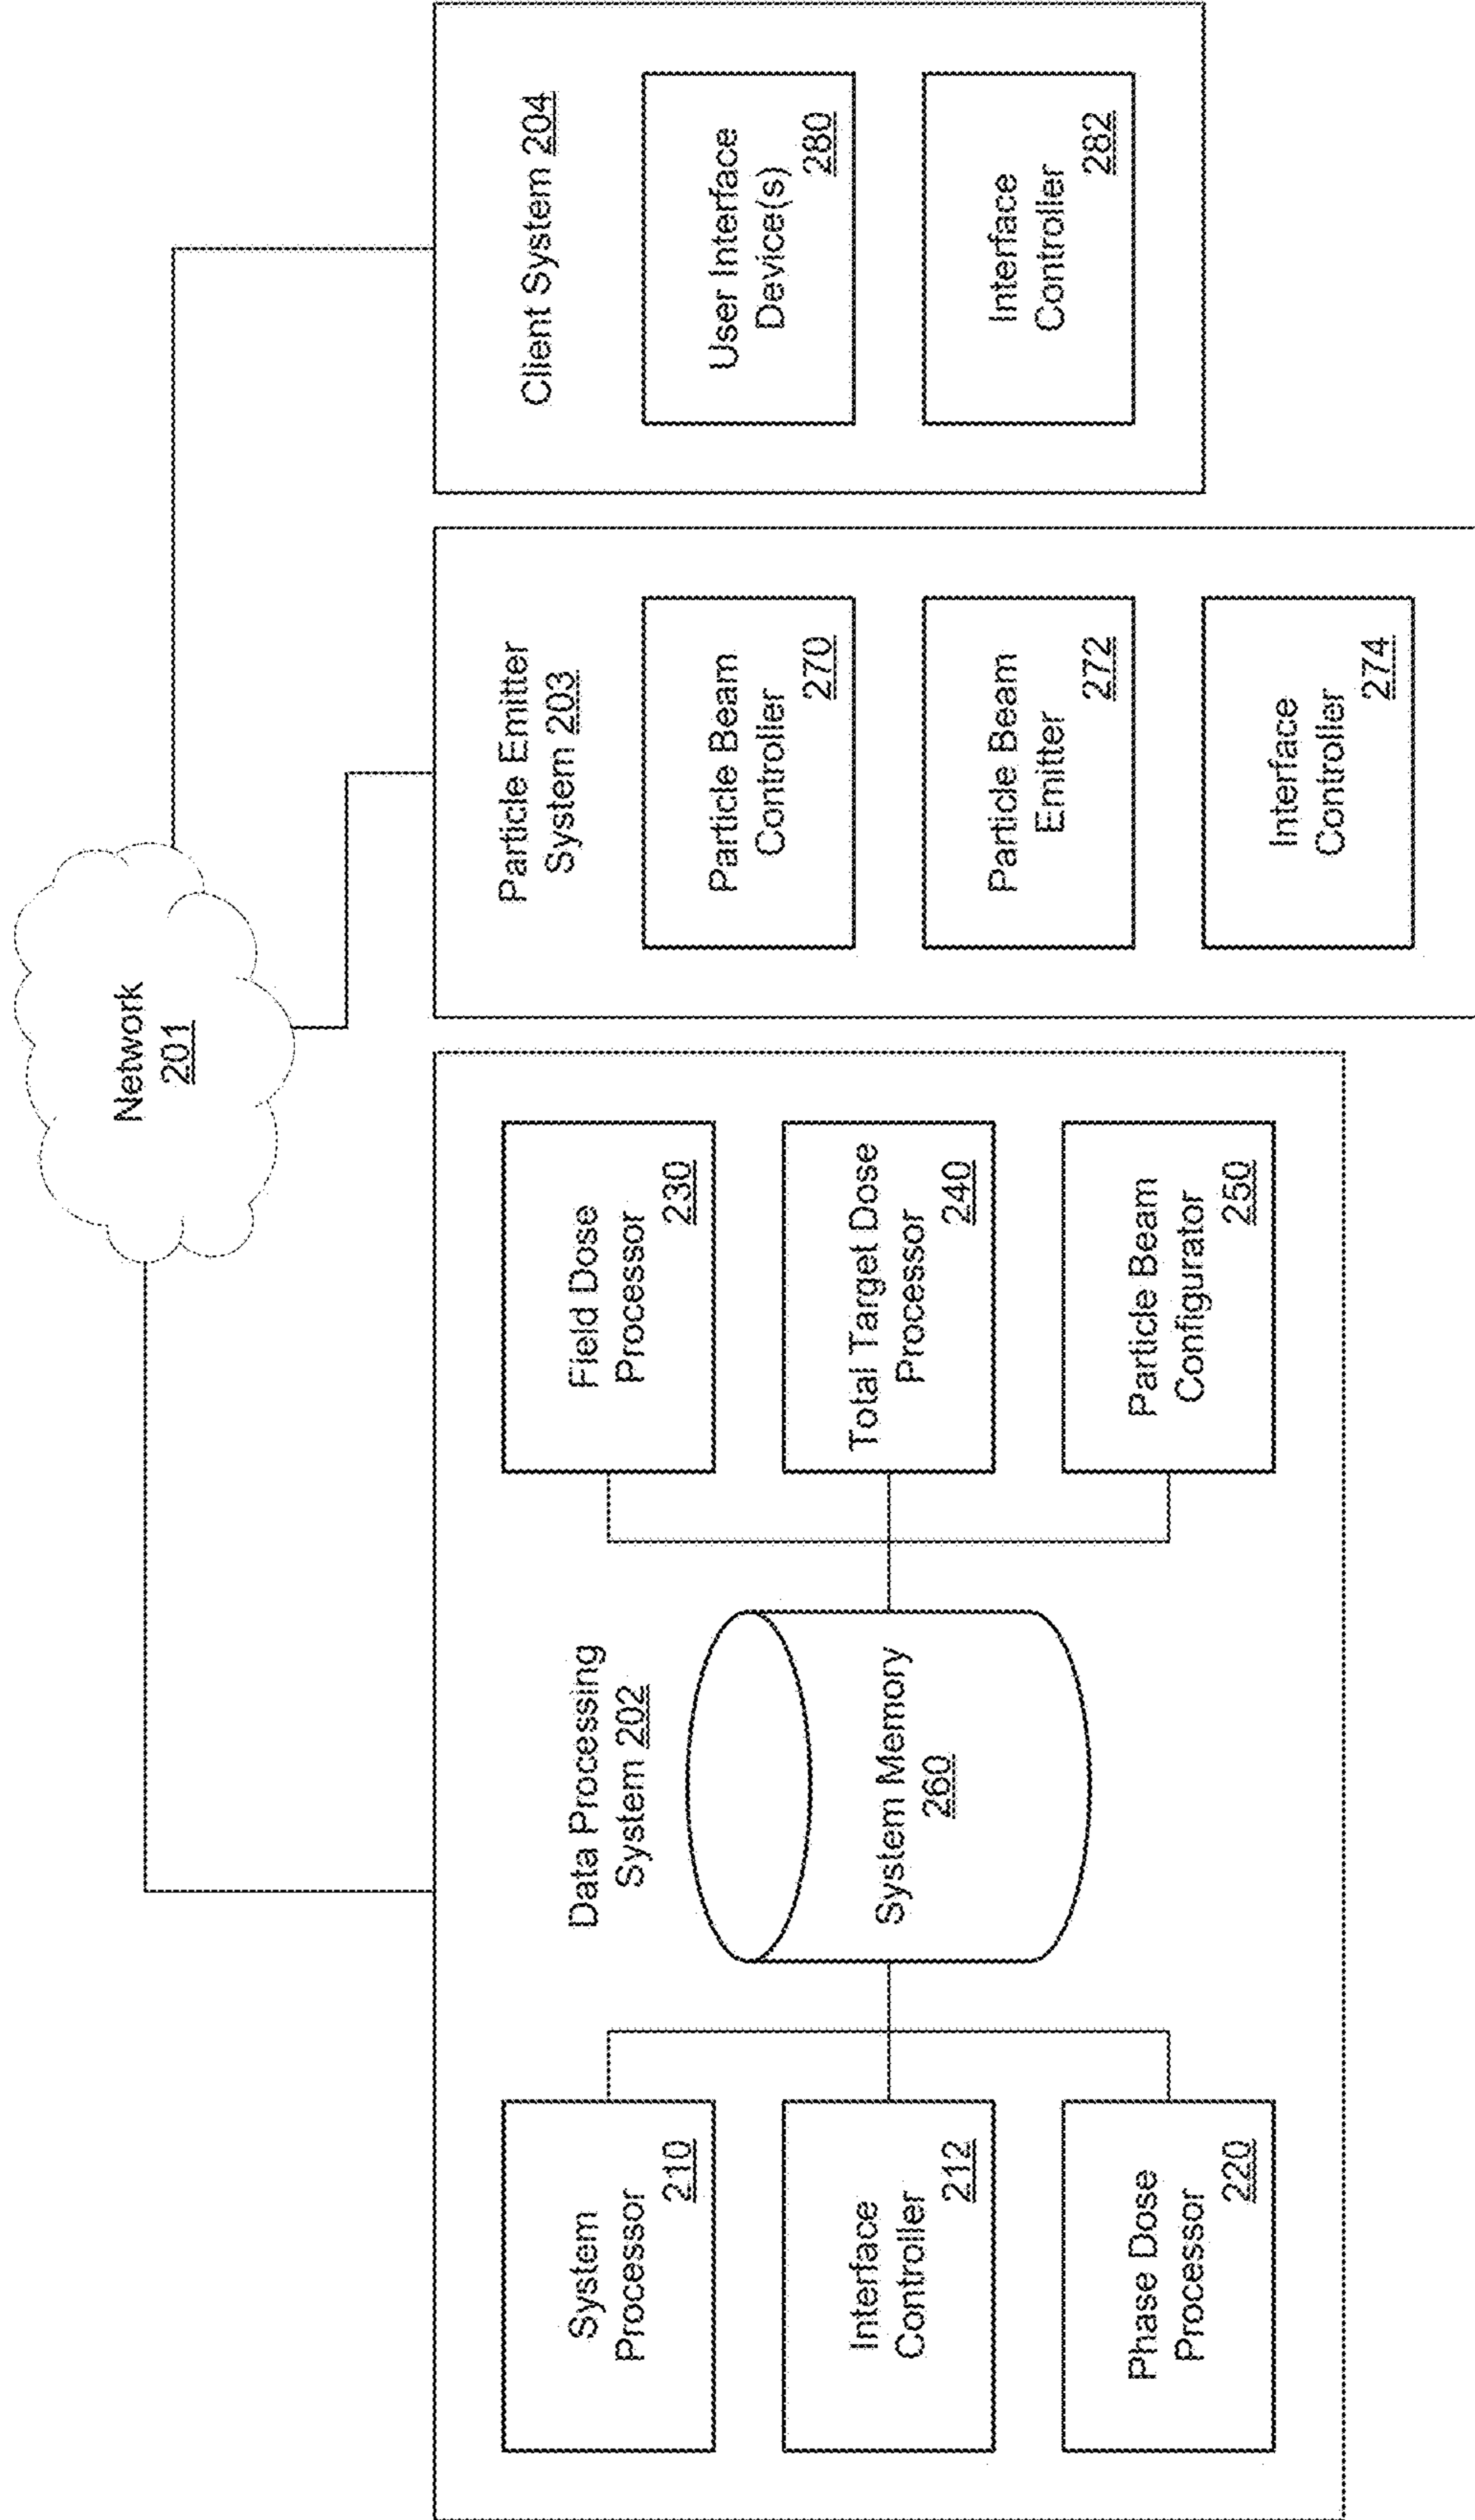 Network
201
Data Processing
System 202
System
Processor
210
Interface
Controller
212
Phase Dose
Processor
220
System Memory
260
Field Dose
Processor
230
Total Target Dose
Processor
240
Particle Beam
Configurator
250
Particle Emitter
System 203
Particle Beam
Controller
270
Particle Beam
Emitter
272
Interface
Controller
274
Client System 204
User Interface
Device(s)
280
Interface
Controller
282